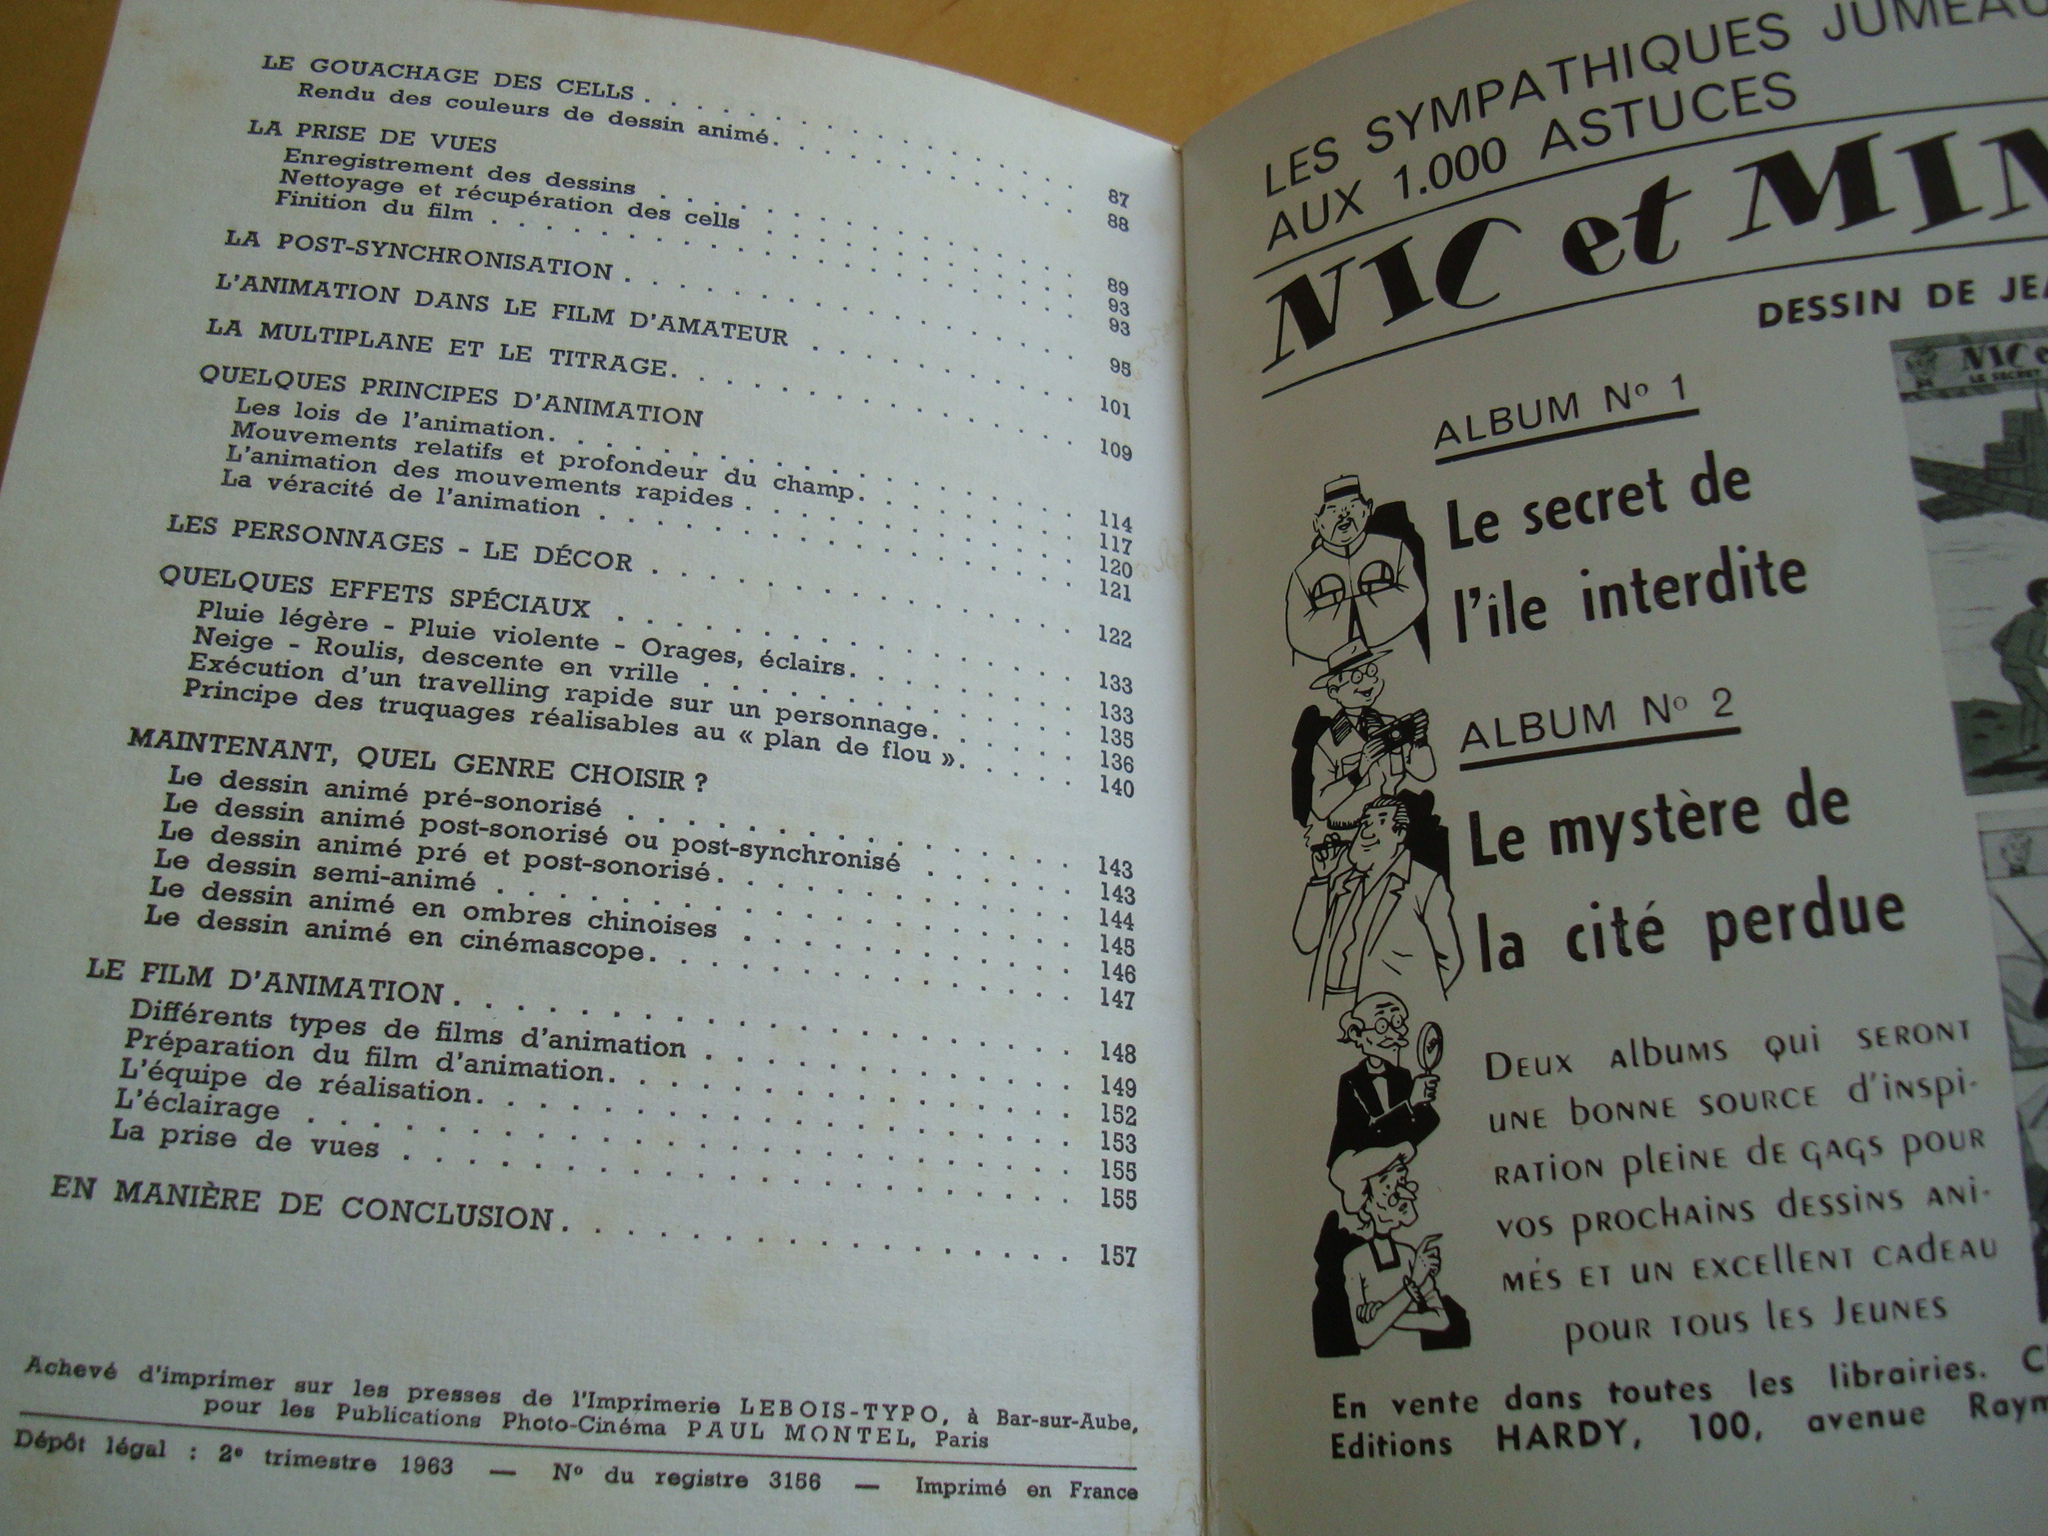 LE GOUACHAGE DES CELLS . . . . . . . . . . . . 87
Rendu des couleurs de dessin animé. . . . . . . . . . 88
LA PRISE DE VUES
Enregistrement des dessins . . . . . . . . . . . . 89
Nettoyage et récupération des cells . . . . . . . . . . 93
Finition du film . . . . . . . . . . . . 93
LA POST-SYNCHRONISATION . . . . . . . . . . . . 95
L'ANIMATION DANS LE FILM D'AMATEUR . . . . . . . . . . 101
LA MULTIPLANE ET LE TITRAGE. . . . . . . . . . . . 109
QUELQUES PRINCIPES D'ANIMATION
Les lois de l'animation. . . . . . . . . . . . 114
Mouvements relatifs et profondeur du champ. . . . . . . . 117
L'animation des mouvements rapides . . . . . . . . . . 120
La véracité de l'animation . . . . . . . . . . . . 121
LES PERSONNAGES - LE DÉCOR . . . . . . . . . . . . 122
QUELQUES EFFETS SPÉCIAUX . . . . . . . . . . . . 133
Pluie légère - Pluie violente - Orages, éclairs. . . . . . . . 133
Neige - Roulis, descente en vrille . . . . . . . . . . 135
Exécution d'un travelling rapide sur un personnage. . . . . . 136
Principe des truquages réalisables au « plan de flou ». . . . . 140
MAINTENANT, QUEL GENRE CHOISIR ?
Le dessin animé pré-sonorisé . . . . . . . . . . . . 143
Le dessin animé post-sonorisé ou post-synchronisé . . . . . . 143
Le dessin animé pré et post-sonorisé. . . . . . . . . . 144
Le dessin semi-animé . . . . . . . . . . . . 145
Le dessin animé en ombres chinoises . . . . . . . . . . 146
Le dessin animé en cinémascope. . . . . . . . . . . . 147
LE FILM D'ANIMATION. . . . . . . . . . . . 148
Différents types de films d'animation . . . . . . . . . . 149
Préparation du film d'animation. . . . . . . . . . . . 152
L'équipe de réalisation. . . . . . . . . . . . 153
L'éclairage . . . . . . . . . . . . 155
La prise de vues . . . . . . . . . . . . 155
EN MANIÈRE DE CONCLUSION. . . . . . . . . . . . 157
Achevé d'imprimer sur les presses de l'Imprimerie LEBOIS-TYPO, à Bar-sur-Aube,
pour les Publications Photo-Cinéma PAUL MONTEL, Paris
Dépôt légal : 2e trimestre 1963 — No du registre 3156 — Imprimé en France
LES SYMPATHIQUES JUMEAU
AUX 1.000 ASTUCES
NIC et MIN
DESSIN DE JEA
ALBUM No 1
Le secret de
l'île interdite
ALBUM No 2
Le mystère de
la cité perdue
DEUX Albums qui SERONT
UNE bONNE SOURCE d'iNSPi-
RATION plEiNE dE GAGS POUR
VOS PROCHAiNS dESSiNS ANi-
MÉS ET UN EXCEllENT CAdEAU
POUR TOUS lES JEUNES
En vente dans toutes les librairies. C
Editions HARDY, 100, avenue Raym
NIC e
LE SECRET